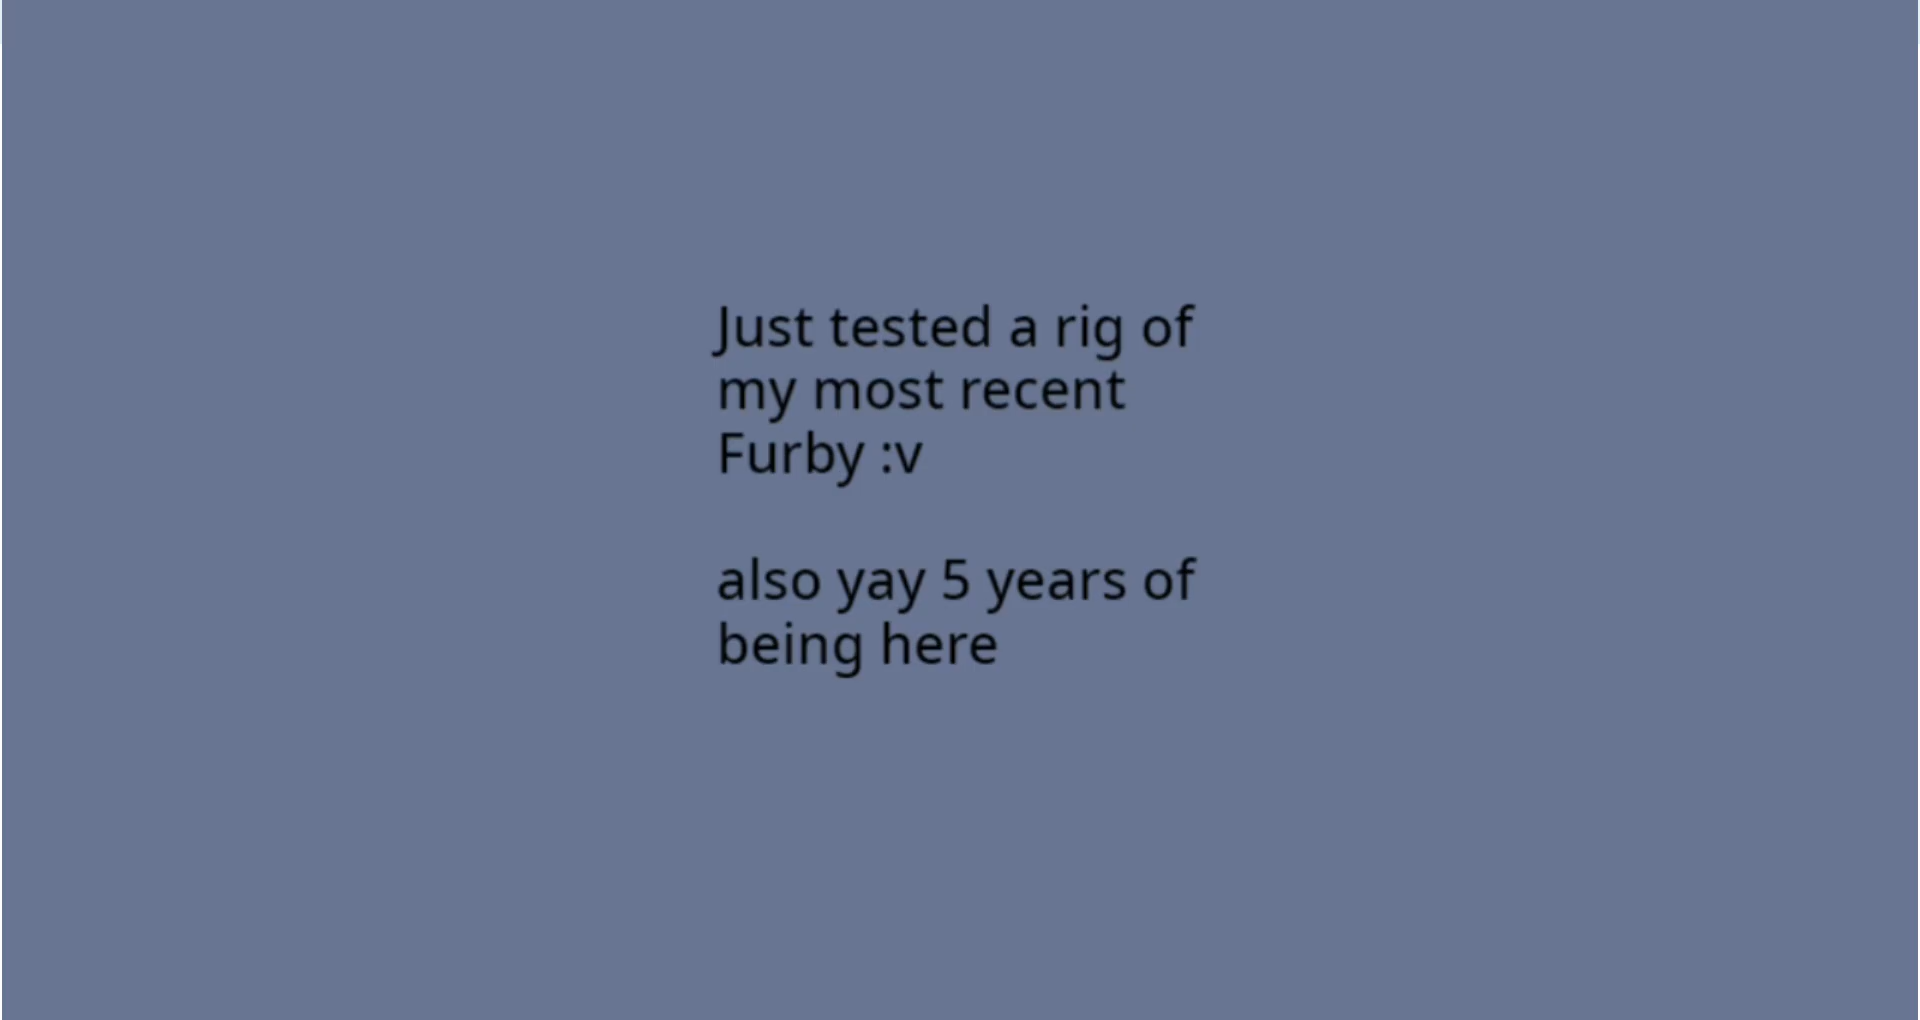 Just tested a rig of
my most recent
Furby :v
also yay 5 years of
being here